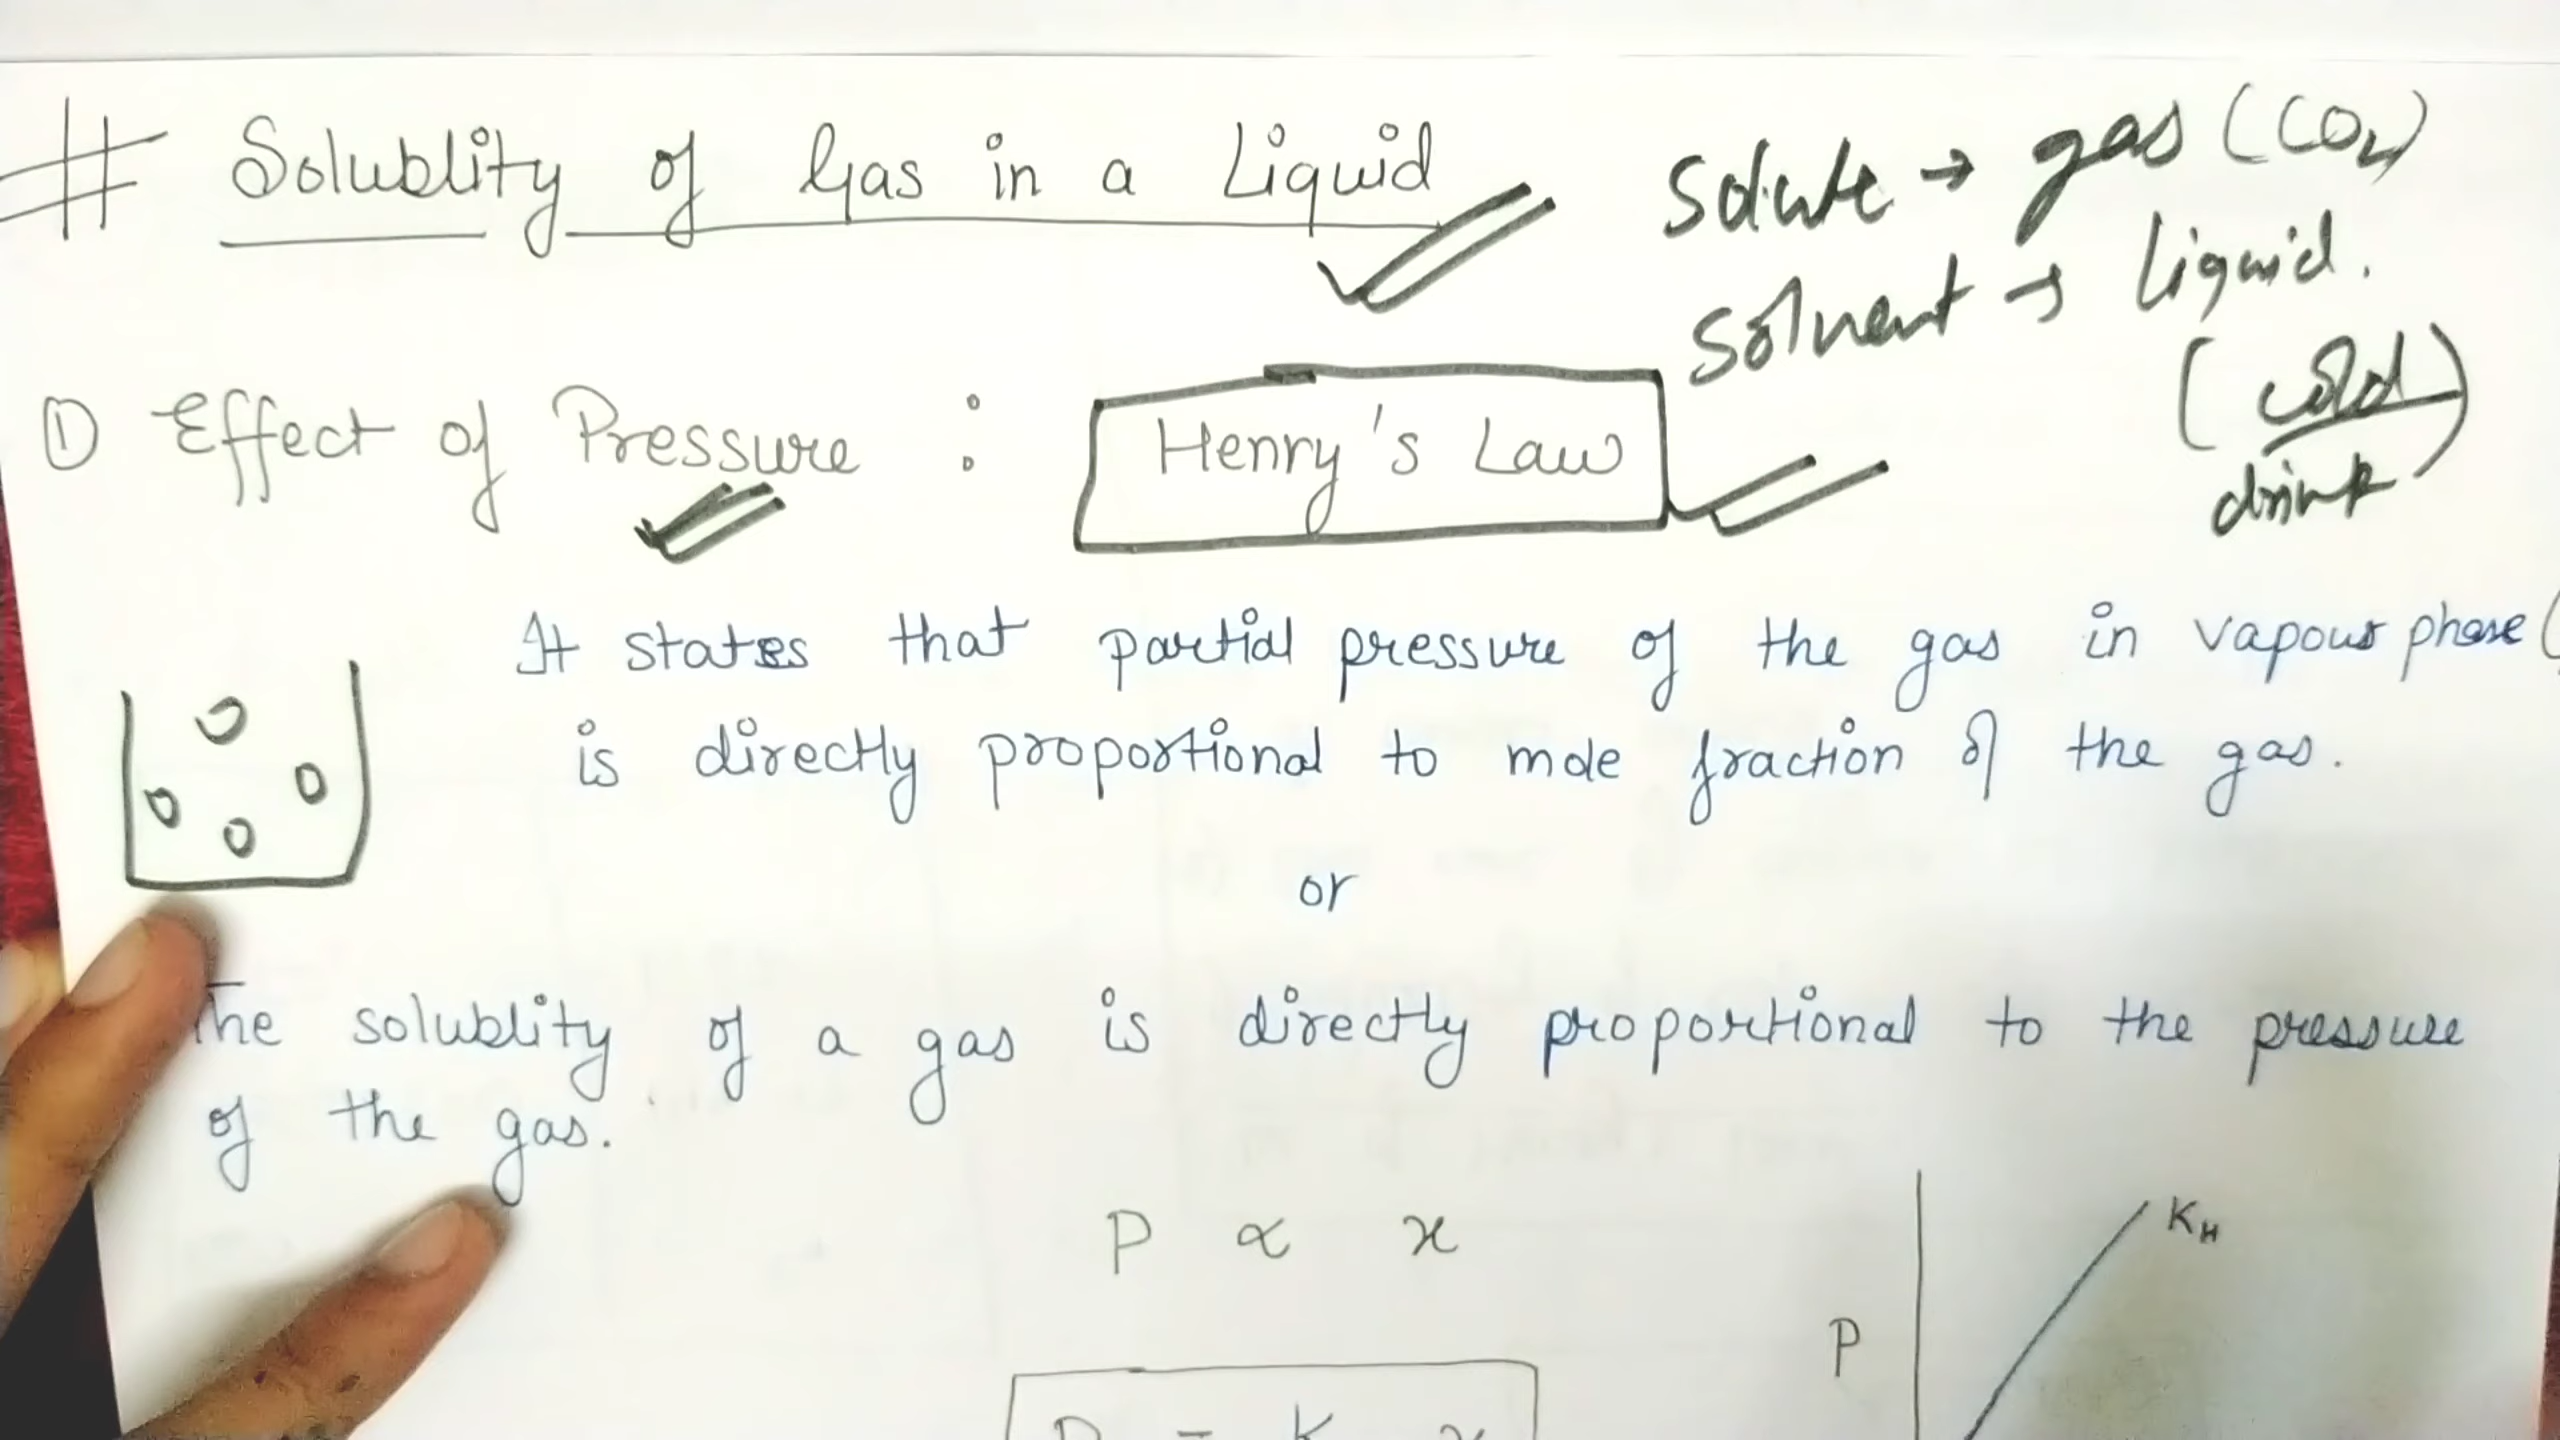 # Solublity of Gas in a Liquid
Solute → gas (CO₂)
Solvent → Liquid.
(cold
drink)
① Effect of Pressure : Henry's Law
It states that partial pressure of the gas in vapour phase (
is directly proportional to mole fraction of the gas.
or
The solublity of a gas is directly proportional to the pressure
of the gas.
P ∝ x
K_H
P
P = K x